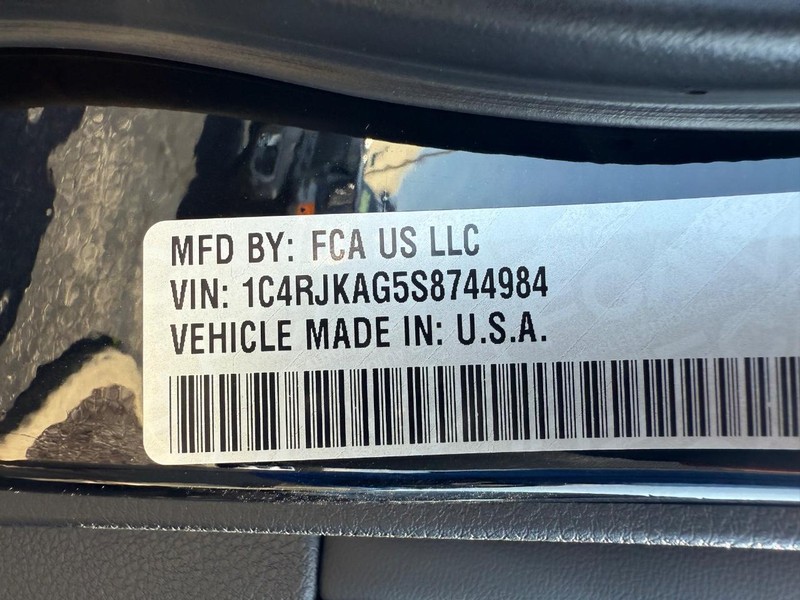 MFD BY: FCA US LLC
VIN: 1C4RJKAG5S8744984
VEHICLE MADE IN: U.S.A.